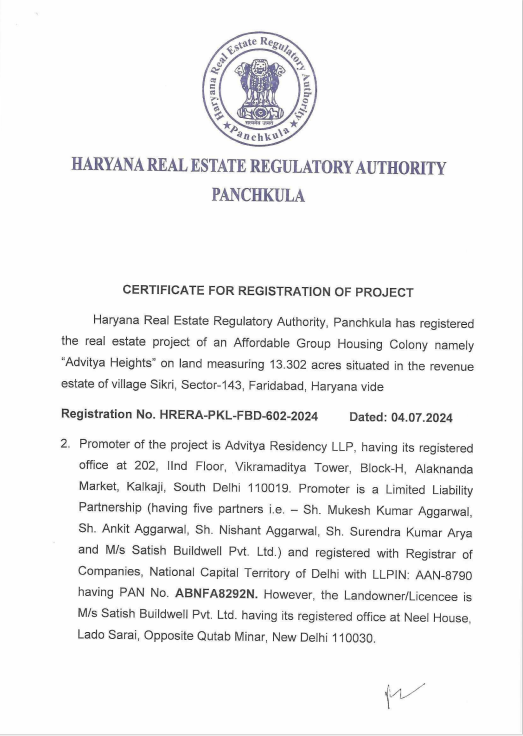 Haryana Real Estate Regulatory Authority
Panchkula
HARYANA REAL ESTATE REGULATORY AUTHORITY
PANCHKULA
CERTIFICATE FOR REGISTRATION OF PROJECT
Haryana Real Estate Regulatory Authority, Panchkula has registered
the real estate project of an Affordable Group Housing Colony namely
“Advitya Heights” on land measuring 13.302 acres situated in the revenue
estate of village Sikri, Sector-143, Faridabad, Haryana vide
Registration No. HRERA-PKL-FBD-602-2024 Dated: 04.07.2024
2. Promoter of the project is Advitya Residency LLP, having its registered
office at 202, IInd Floor, Vikramaditya Tower, Block-H, Alaknanda
Market, Kalkaji, South Delhi 110019. Promoter is a Limited Liability
Partnership (having five partners i.e. – Sh. Mukesh Kumar Aggarwal,
Sh. Ankit Aggarwal, Sh. Nishant Aggarwal, Sh. Surendra Kumar Arya
and M/s Satish Buildwell Pvt. Ltd.) and registered with Registrar of
Companies, National Capital Territory of Delhi with LLPIN: AAN-8790
having PAN No. ABNFA8292N. However, the Landowner/Licencee is
M/s Satish Buildwell Pvt. Ltd. having its registered office at Neel House,
Lado Sarai, Opposite Qutab Minar, New Delhi 110030.